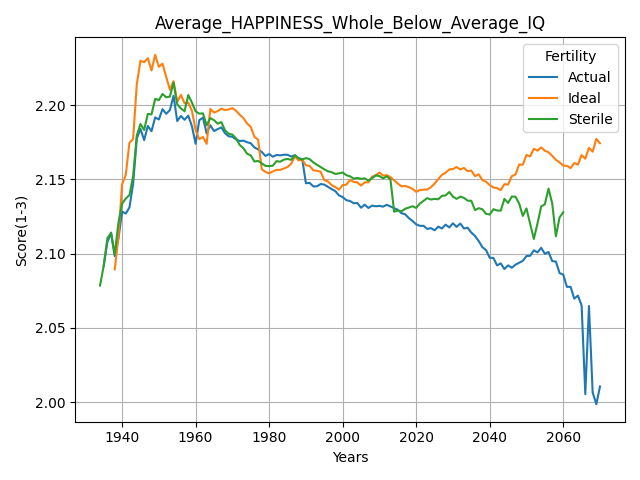 Average_HAPPINESS_Whole_Below_Average_IQ
Fertility
Actual
Ideal
Sterile
Score(1-3)
2.20
2.15
2.10
2.05
2.00
1940 1960 1980 2000 2020 2040 2060
Years